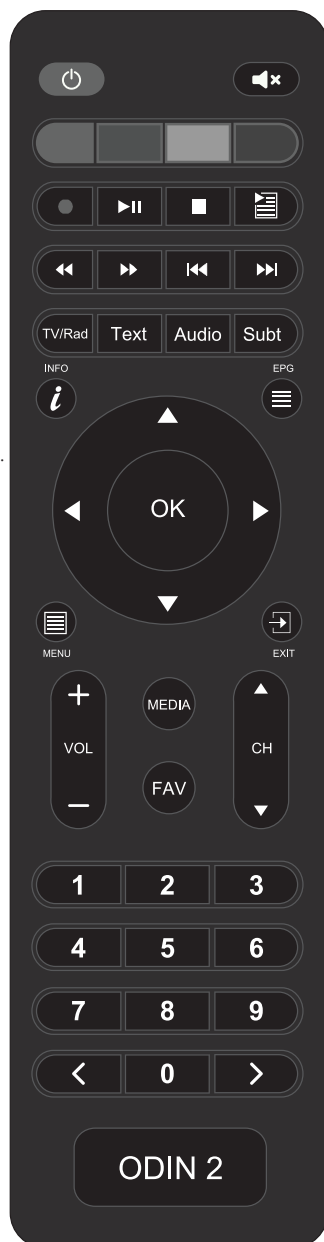 TV/Rad Text Audio Subt
INFO EPG
i
OK
MENU EXIT
+
MEDIA
VOL CH
FAV
−
1 2 3
4 5 6
7 8 9
< 0 >
ODIN 2